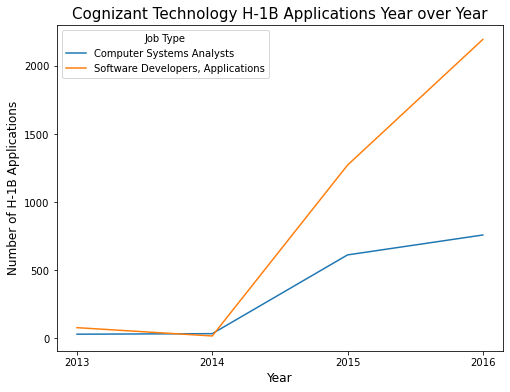 Cognizant Technology H-1B Applications Year over Year
Job Type
Computer Systems Analysts
Software Developers, Applications
Number of H-1B Applications
2000
1500
1000
500
0
2013
2014
2015
2016
Year